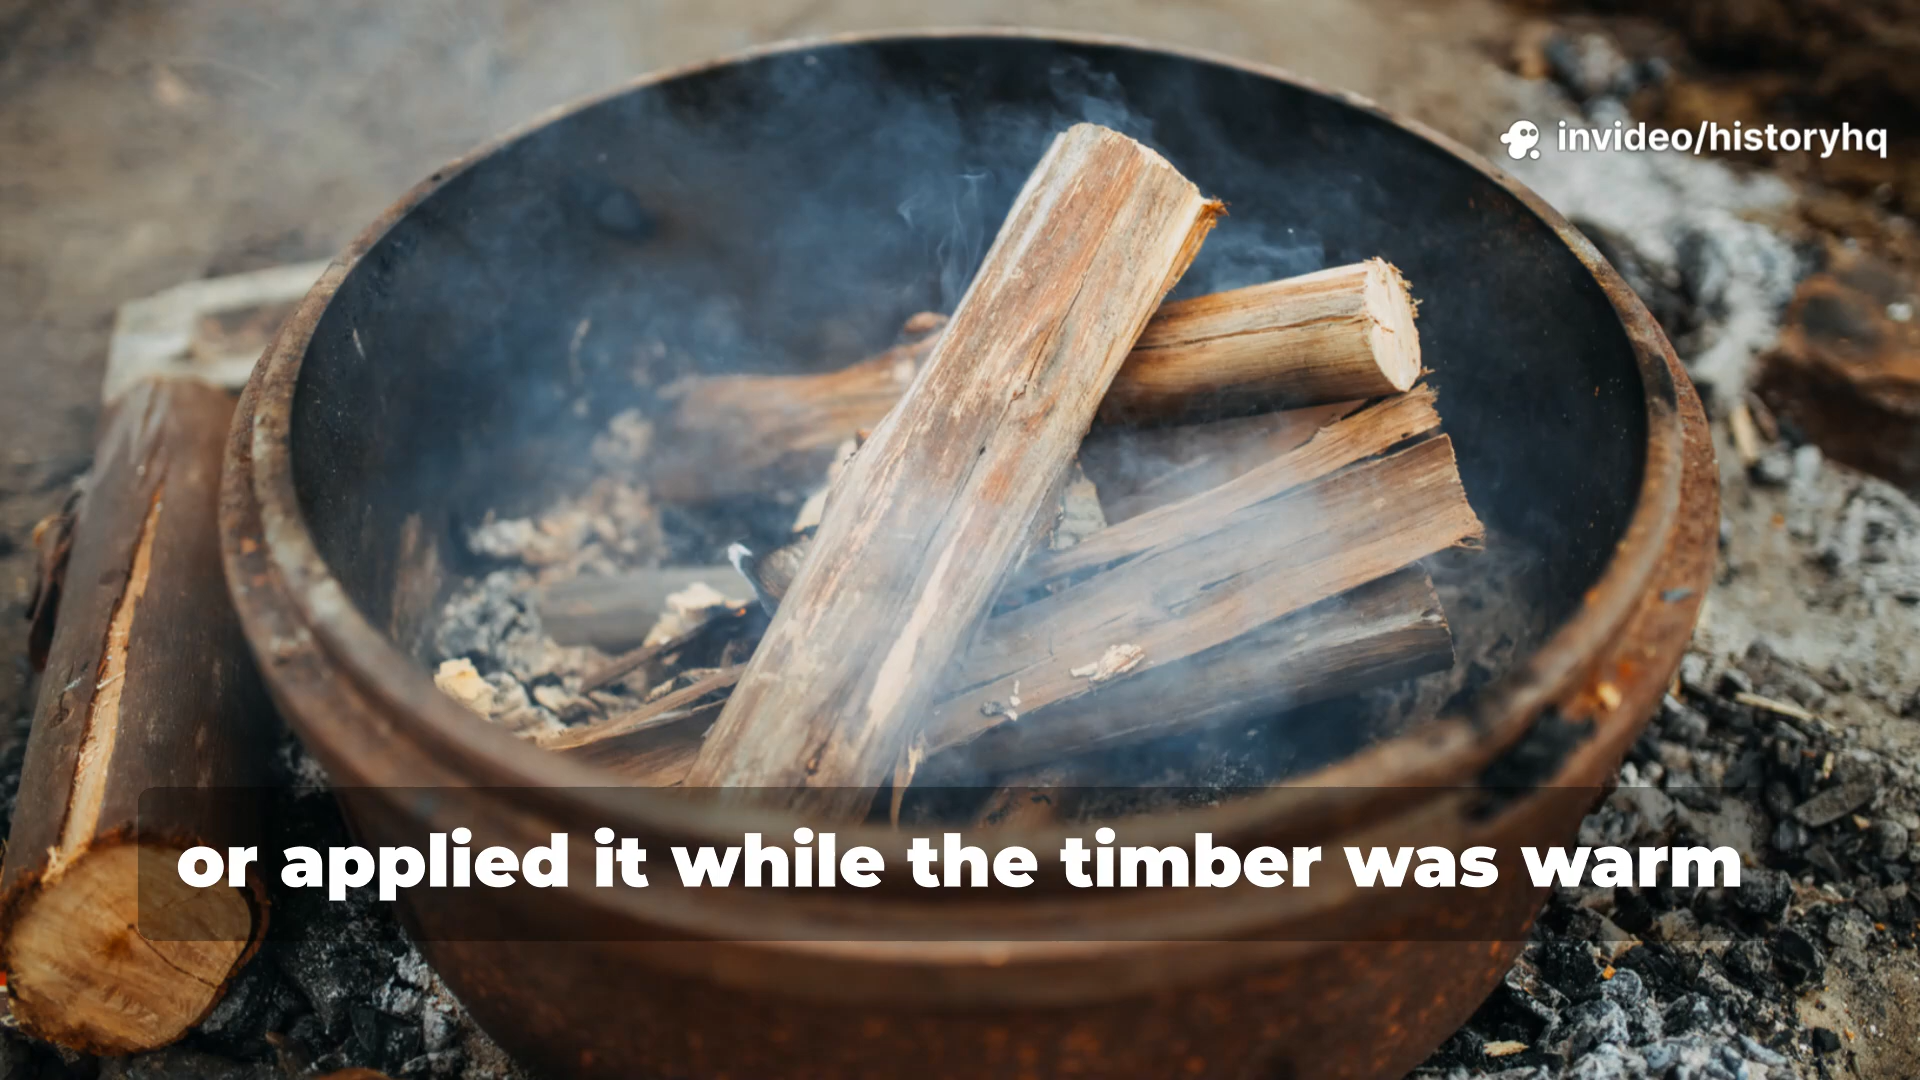 invideo/historyhq
or applied it while the timber was warm